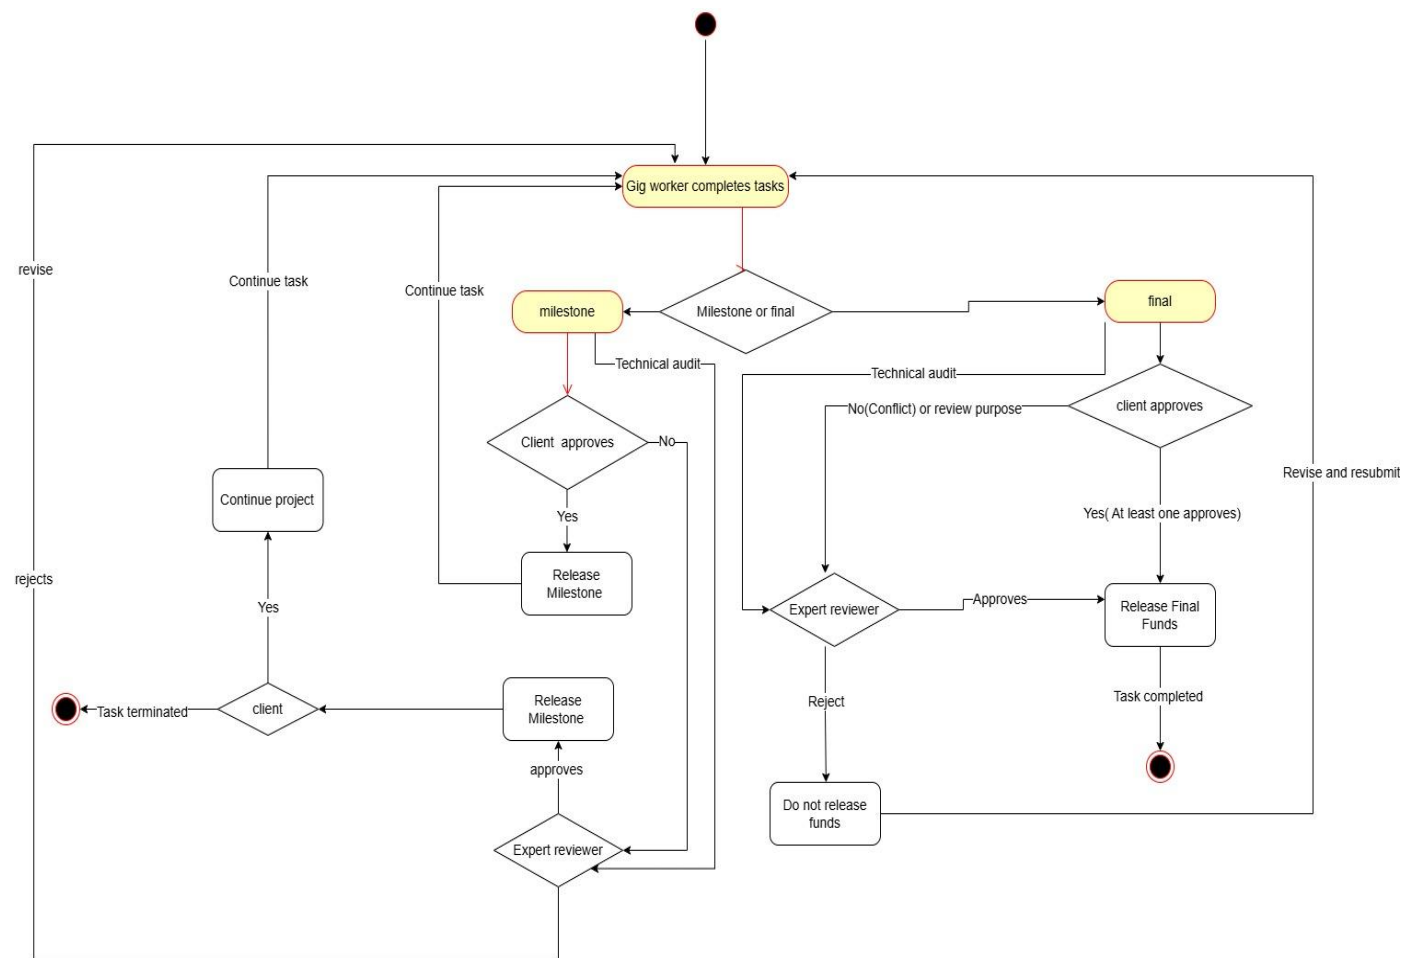 Gig worker completes tasks
revise
Continue task
Continue task
milestone
Milestone or final
final
Technical audit
Technical audit
No(Conflict) or review purpose
client approves
Client  approves
No
Revise and resubmit
Continue project
Yes
Yes( At least one approves)
rejects
Release
Milestone
Yes
Expert reviewer
Approves
Release Final
Funds
Task terminated
client
Release
Milestone
Reject
Task completed
approves
Do not release
funds
Expert reviewer